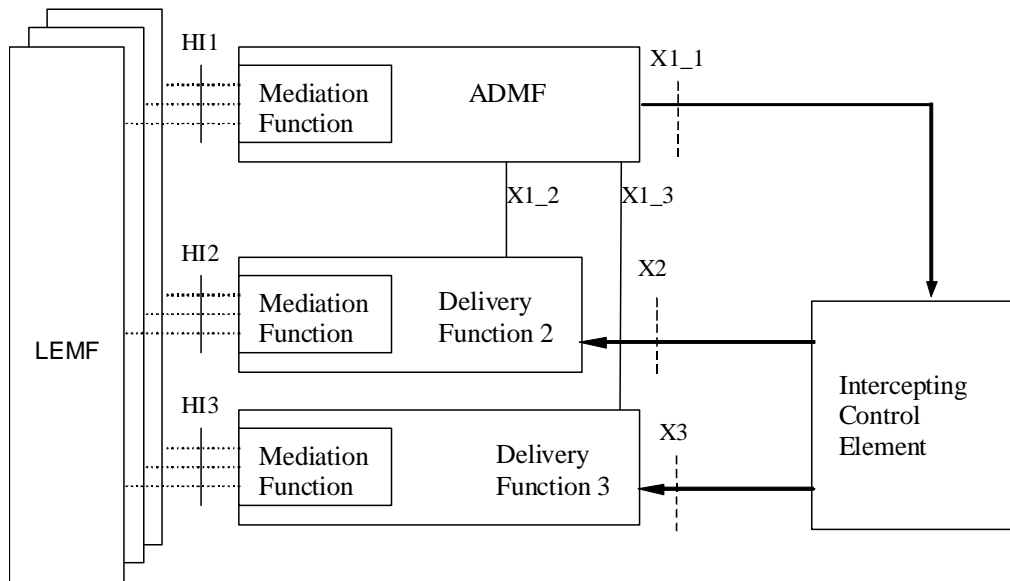 HI1
X1_1
Mediation
Function
ADMF
X1_2
X1_3
HI2
X2
Mediation
Function
Delivery
Function 2
LEMF
Intercepting
Control
Element
HI3
X3
Mediation
Function
Delivery
Function 3